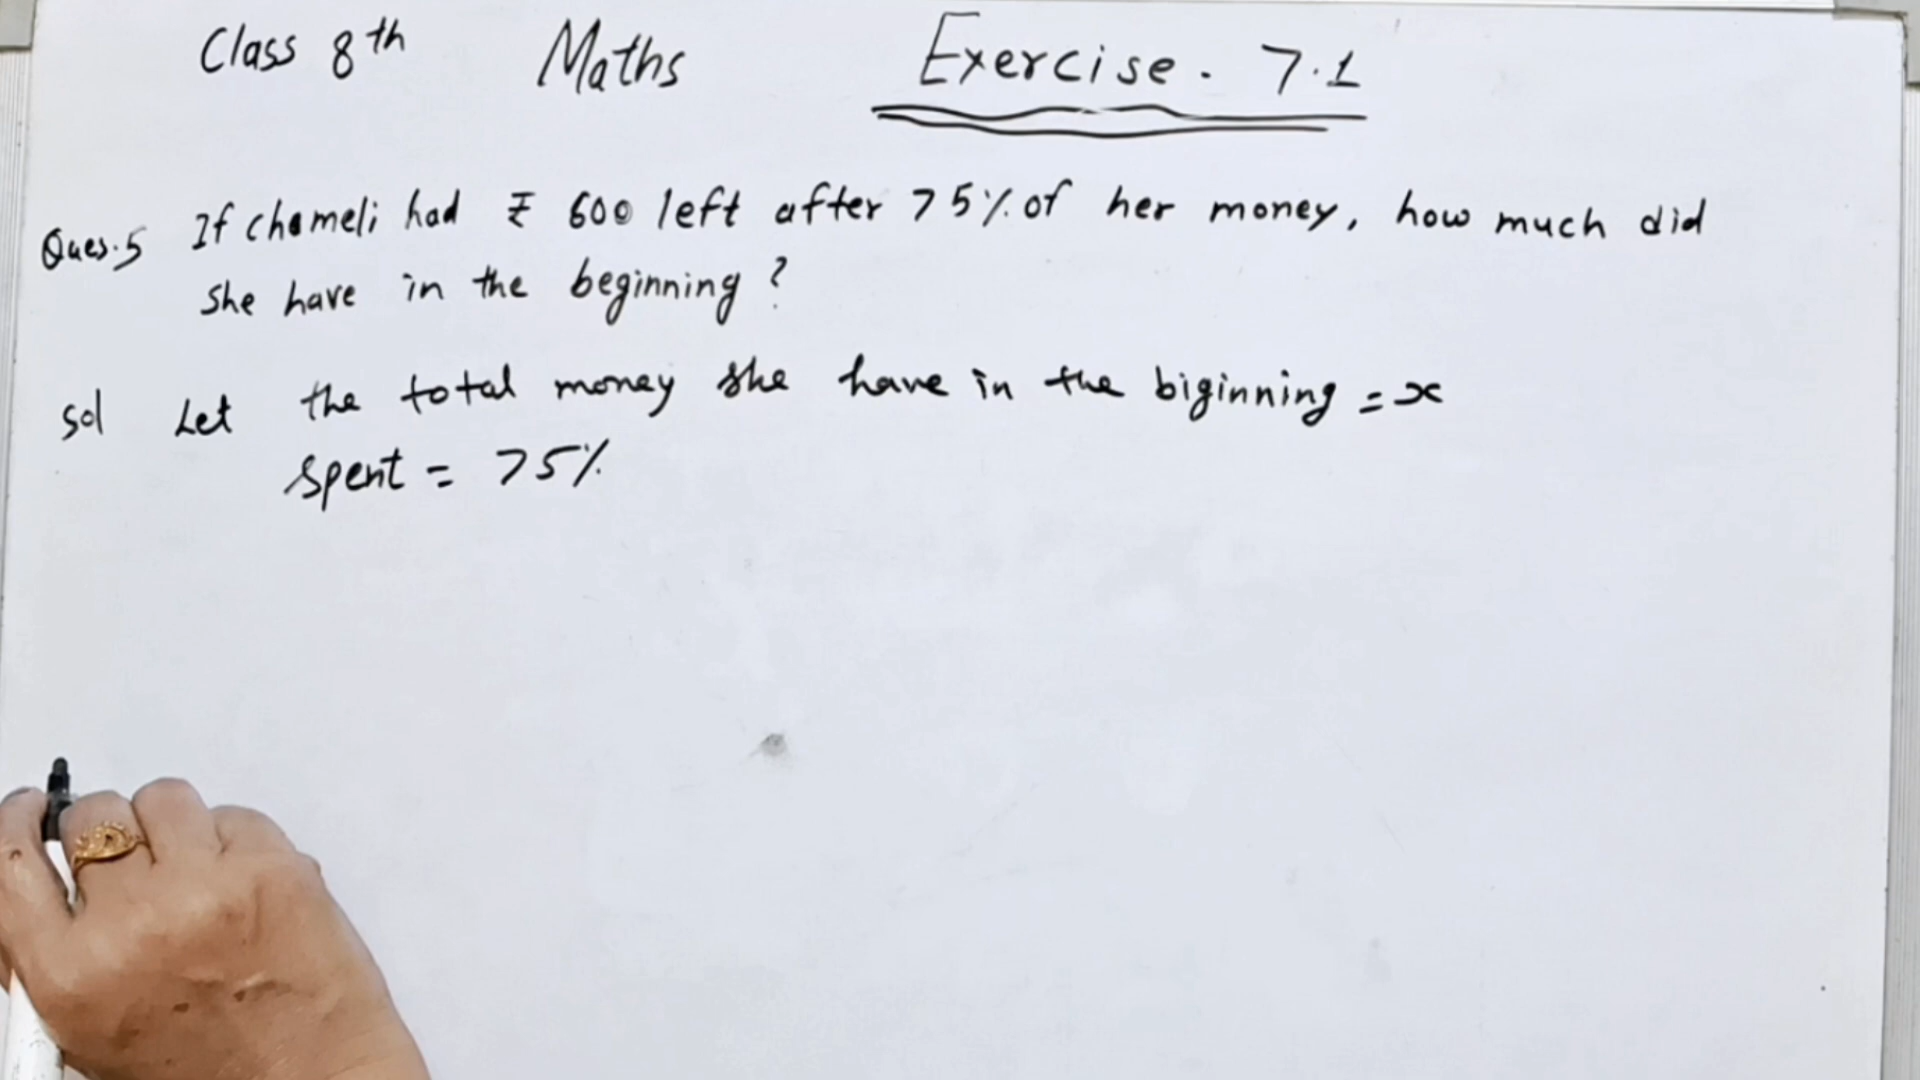 Class 8th Maths Exercise. 7.1
Ques.5 If chameli had ₹ 600 left after 75% of her money, how much did
She have in the beginning?
Sol Let the total money she have in the biginning = x
spent = 75%